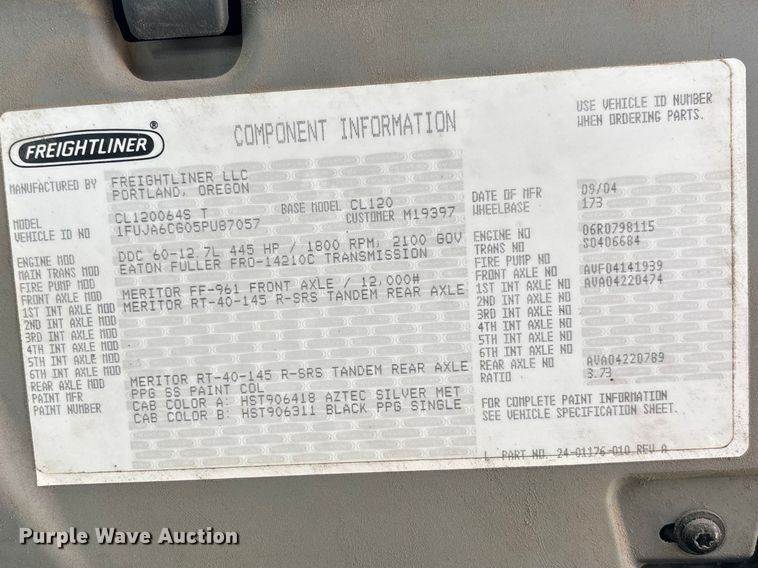 FREIGHTLINER ®
COMPONENT INFORMATION
USE VEHICLE ID NUMBER
WHEN ORDERING PARTS.
MANUFACTURED BY FREIGHTLINER LLC
PORTLAND, OREGON
MODEL CL120064S T BASE MODEL CL120
VEHICLE ID NO 1FUJA6CG05PU87057 CUSTOMER M19397
DATE OF MFR 09/04
WHEELBASE 173
ENGINE MOD DDC 60-12.7L 445 HP / 1800 RPM, 2100 GOV
MAIN TRANS MOD EATON FULLER FRO-14210C TRANSMISSION
FIRE PUMP MOD
FRONT AXLE MOD MERITOR FF-961 FRONT AXLE / 12,000#
1ST INT AXLE MOD MERITOR RT-40-145 R-SRS TANDEM REAR AXLE
2ND INT AXLE MOD
3RD INT AXLE MOD
4TH INT AXLE MOD
5TH INT AXLE MOD
6TH INT AXLE MOD
REAR AXLE MOD MERITOR RT-40-145 R-SRS TANDEM REAR AXLE
PAINT MFR PPG SS PAINT COL
PAINT NUMBER CAB COLOR A: HST906418 AZTEC SILVER MET
CAB COLOR B: HST906311 BLACK PPG SINGLE
ENGINE NO 06R0798115
TRANS NO S0406684
FIRE PUMP NO
FRONT AXLE NO AVF04141939
1ST INT AXLE NO AVA04220474
2ND INT AXLE NO
3RD INT AXLE NO
4TH INT AXLE NO
5TH INT AXLE NO
6TH INT AXLE NO
REAR AXLE NO AVA04220789
RATIO 3.73
FOR COMPLETE PAINT INFORMATION
SEE VEHICLE SPECIFICATION SHEET.
L PART NO. 24-01176-010 REV A
Purple Wave Auction